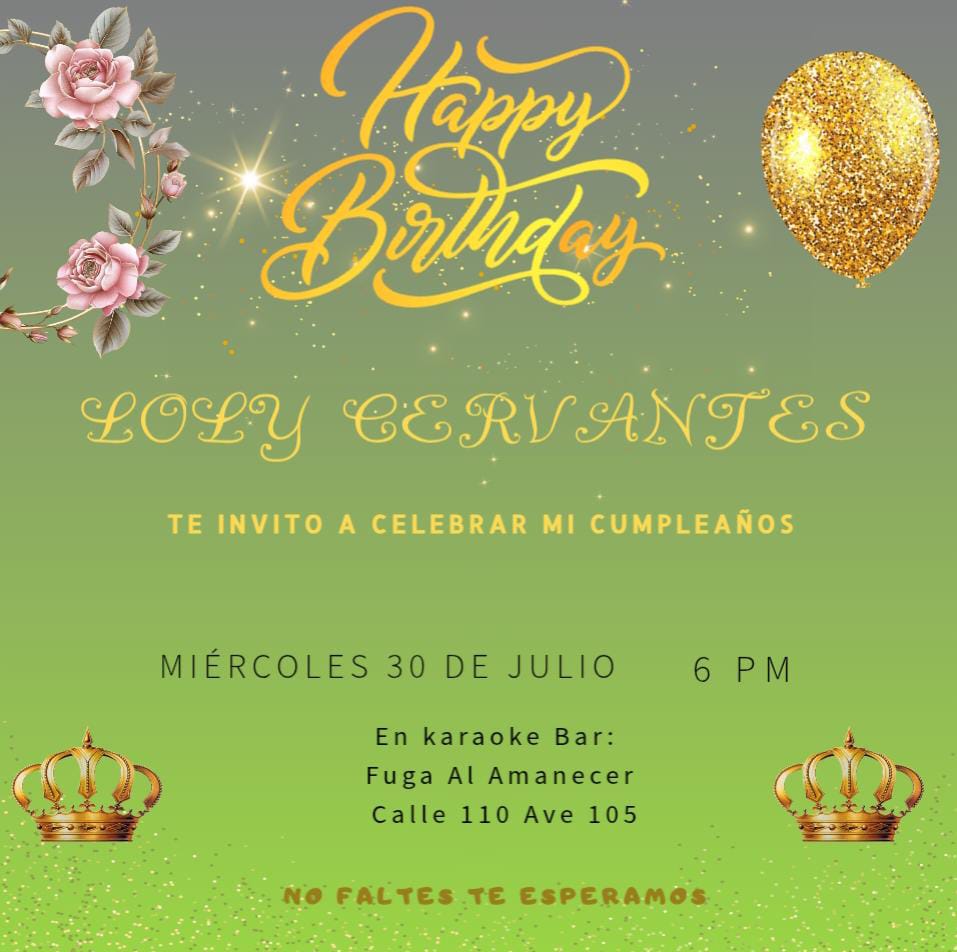 Happy
Birthday
LOLY CERVANTES
TE INVITO A CELEBRAR MI CUMPLEAÑOS
MIÉRCOLES 30 DE JULIO 6 PM
En karaoke Bar:
Fuga Al Amanecer
Calle 110 Ave 105
NO FALTES TE ESPERAMOS